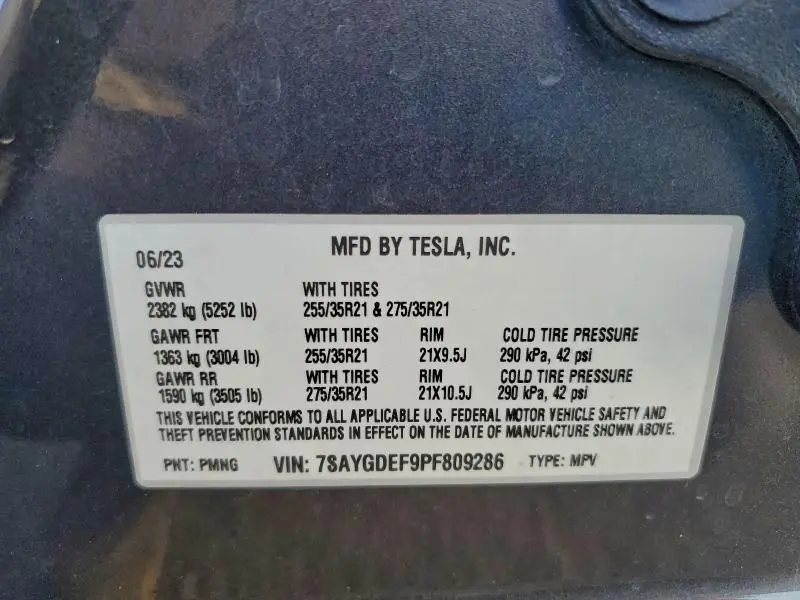 MFD BY TESLA, INC.
06/23
GVWR WITH TIRES
2382 kg (5252 lb) 255/35R21 & 275/35R21
GAWR FRT WITH TIRES RIM COLD TIRE PRESSURE
1363 kg (3004 lb) 255/35R21 21X9.5J 290 kPa, 42 psi
GAWR RR WITH TIRES RIM COLD TIRE PRESSURE
1590 kg (3505 lb) 275/35R21 21X10.5J 290 kPa, 42 psi
THIS VEHICLE CONFORMS TO ALL APPLICABLE U.S. FEDERAL MOTOR VEHICLE SAFETY AND
THEFT PREVENTION STANDARDS IN EFFECT ON THE DATE OF MANUFACTURE SHOWN ABOVE.
PNT: PMNG VIN: 7SAYGDEF9PF809286 TYPE: MPV